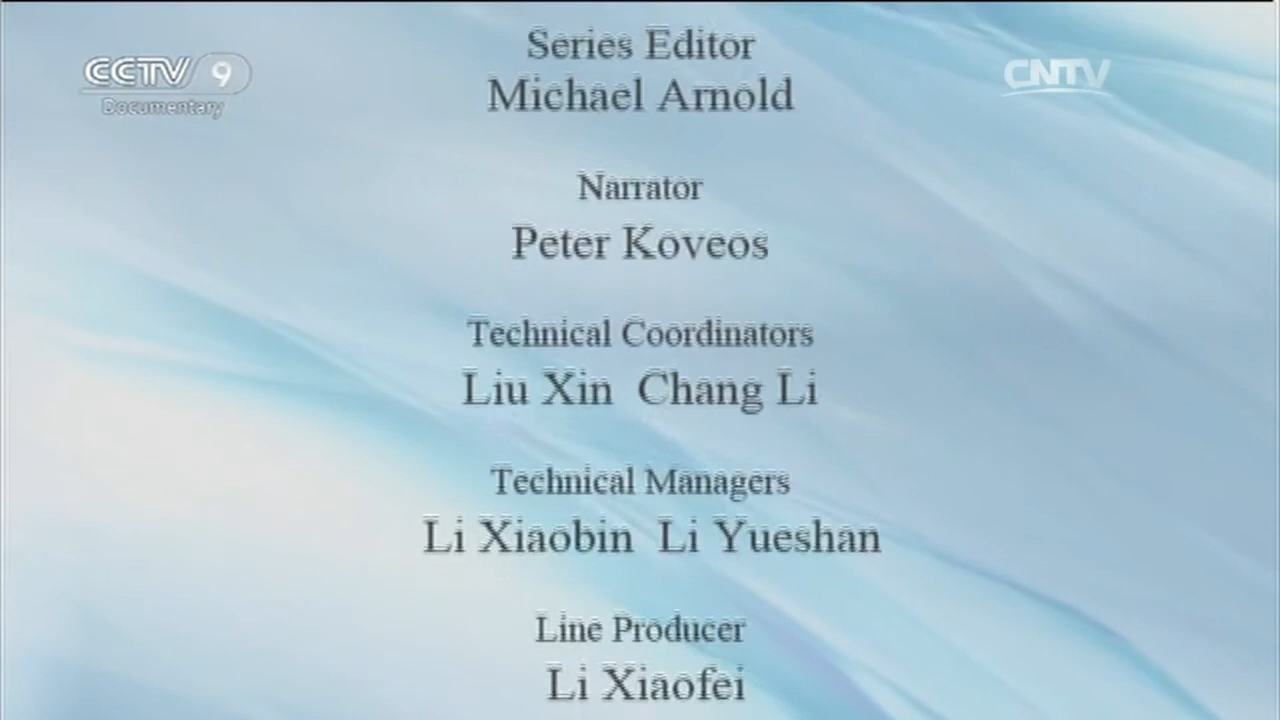 CCTV 9
Documentary
CNTV
Series Editor
Michael Arnold
Narrator
Peter Koveos
Technical Coordinators
Liu Xin  Chang Li
Technical Managers
Li Xiaobin  Li Yueshan
Line Producer
Li Xiaofei